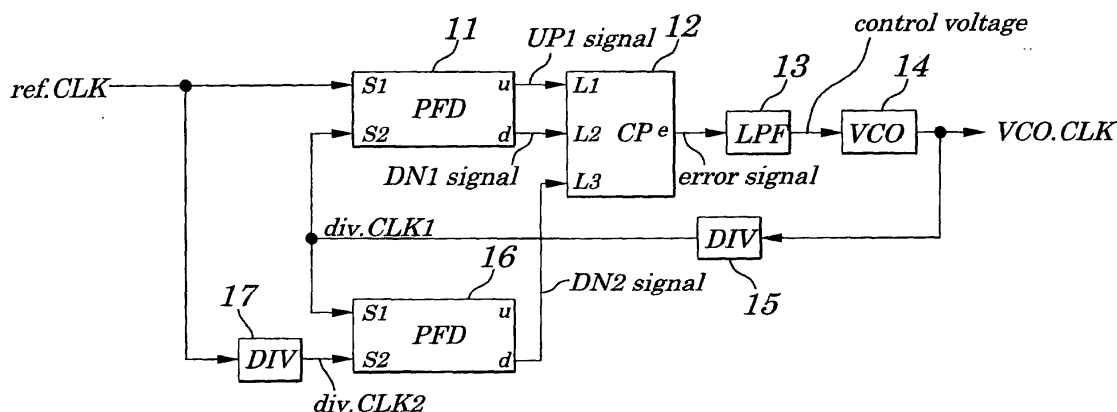 11
UP1 signal
12
control voltage
13
14
ref.CLK
S1
u
PFD
S2
d
L1
L2
CP e
L3
LPF
VCO
VCO.CLK
DN1 signal
error signal
div.CLK1
DIV
15
16
DN2 signal
17
S1
u
PFD
S2
d
DIV
div.CLK2